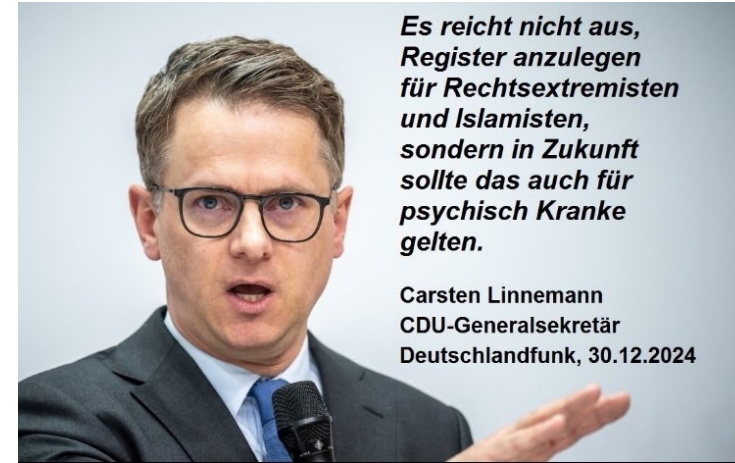 Es reicht nicht aus,
Register anzulegen
für Rechtsextremisten
und Islamisten,
sondern in Zukunft
sollte das auch für
psychisch Kranke
gelten.
Carsten Linnemann
CDU-Generalsekretär
Deutschlandfunk, 30.12.2024